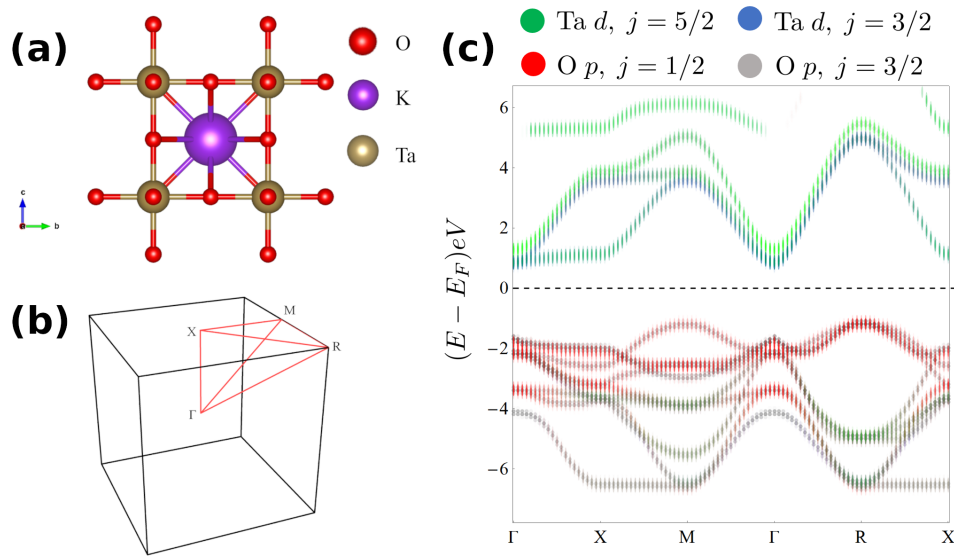 (a)
O
K
Ta
c
b
(b)
M
X
R
Γ
(c)
Ta d, j = 5/2
Ta d, j = 3/2
O p, j = 1/2
O p, j = 3/2
(E − E_F)eV
6
4
2
0
−2
−4
−6
Γ X M Γ R X